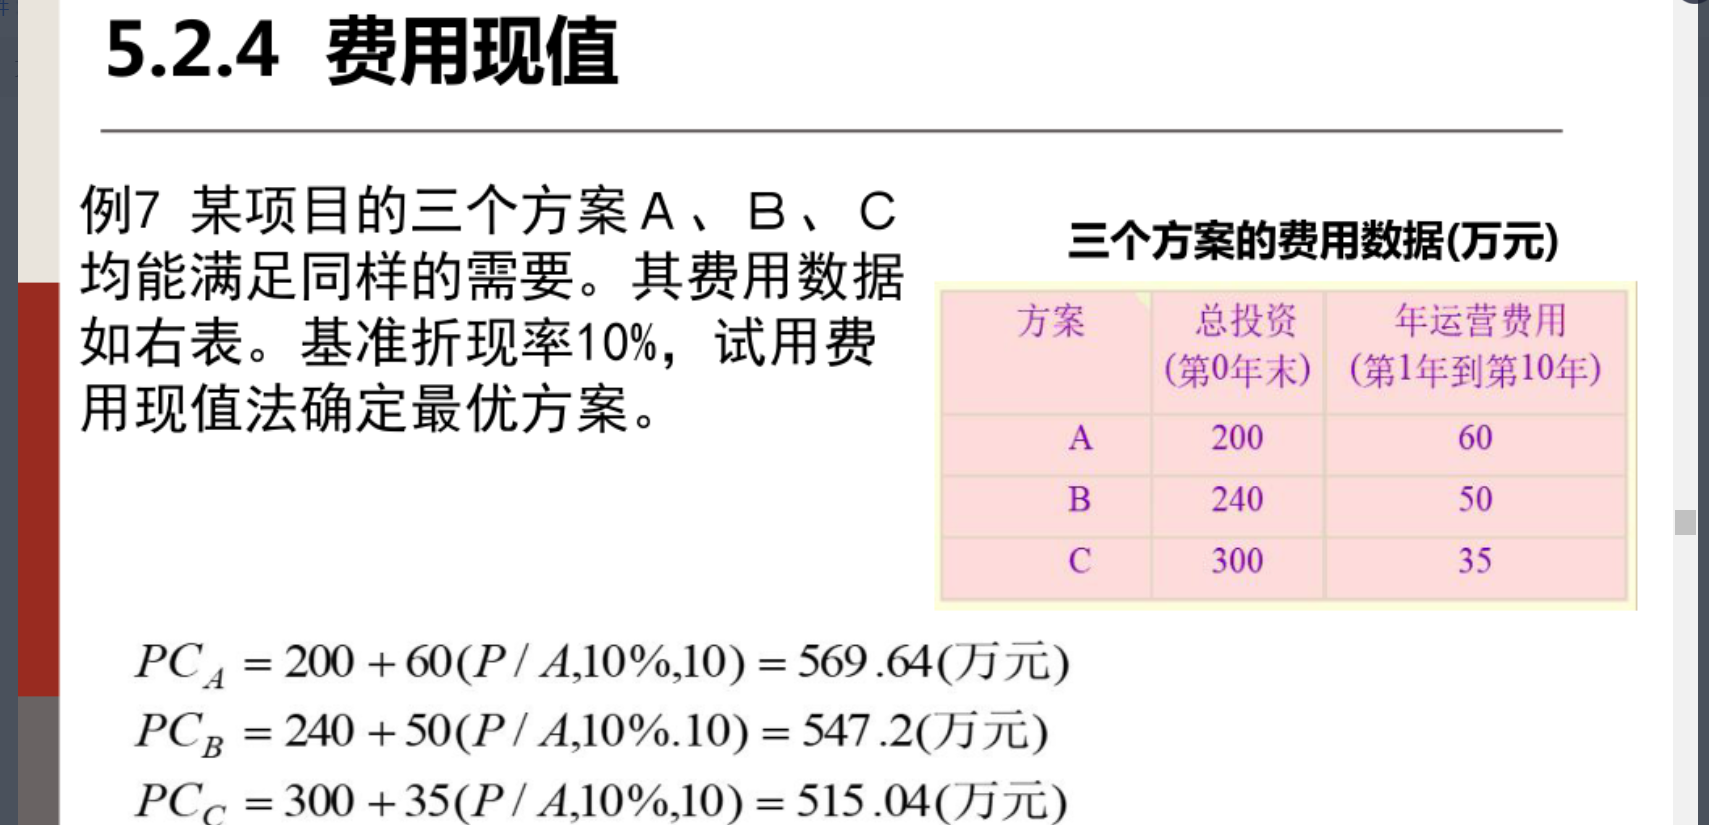 5.2.4 费用现值
例7 某项目的三个方案A、B、C
均能满足同样的需要。其费用数据
如右表。基准折现率10%，试用费
用现值法确定最优方案。
三个方案的费用数据(万元)
方案 总投资 年运营费用
(第0年末) (第1年到第10年)
A 200 60
B 240 50
C 300 35
PC_A = 200 + 60(P / A,10%,10) = 569.64(万元)
PC_B = 240 + 50(P / A,10%.10) = 547.2(万元)
PC_C = 300 + 35(P / A,10%,10) = 515.04(万元)